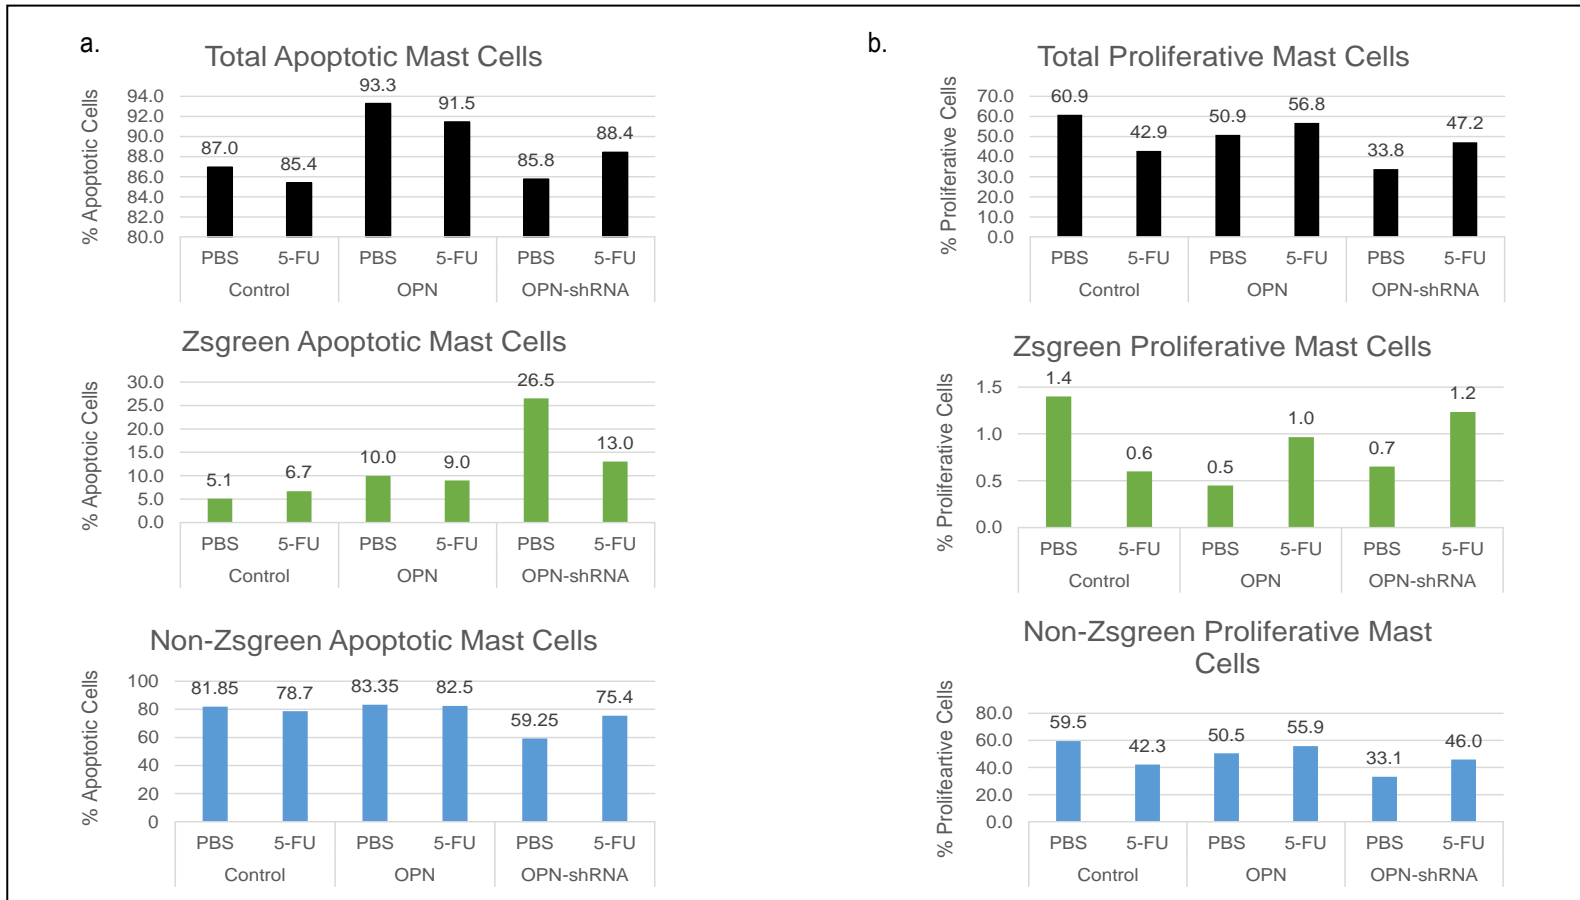 a.
Total Apoptotic Mast Cells
% Apoptotic Cells
94.0
92.0
90.0
88.0
86.0
84.0
82.0
80.0
87.0
85.4
93.3
91.5
85.8
88.4
PBS 5-FU PBS 5-FU PBS 5-FU
Control OPN OPN-shRNA
Zsgreen Apoptotic Mast Cells
% Apoptoic Cells
30.0
25.0
20.0
15.0
10.0
5.0
0.0
5.1
6.7
10.0
9.0
26.5
13.0
PBS 5-FU PBS 5-FU PBS 5-FU
Control OPN OPN-shRNA
Non-Zsgreen Apoptotic Mast Cells
% Apoptotic Cells
100
80
60
40
20
0
81.85
78.7
83.35
82.5
59.25
75.4
PBS 5-FU PBS 5-FU PBS 5-FU
Control OPN OPN-shRNA
b.
Total Proliferative Mast Cells
% Proliferative Cells
70.0
60.0
50.0
40.0
30.0
20.0
10.0
0.0
60.9
42.9
50.9
56.8
33.8
47.2
PBS 5-FU PBS 5-FU PBS 5-FU
Control OPN OPN-shRNA
Zsgreen Proliferative Mast Cells
% Proliferative Cells
1.5
1.0
0.5
0.0
1.4
0.6
0.5
1.0
0.7
1.2
PBS 5-FU PBS 5-FU PBS 5-FU
Control OPN OPN-shRNA
Non-Zsgreen Proliferative Mast
Cells
% Prolifeartive Cells
80.0
60.0
40.0
20.0
0.0
59.5
42.3
50.5
55.9
33.1
46.0
PBS 5-FU PBS 5-FU PBS 5-FU
Control OPN OPN-shRNA